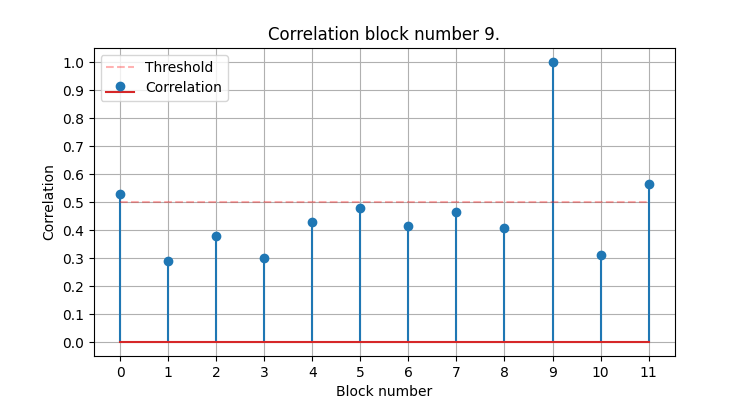 Correlation block number 9.
Threshold
Correlation
1.0
0.9
0.8
0.7
0.6
0.5
0.4
0.3
0.2
0.1
0.0
Correlation
0 1 2 3 4 5 6 7 8 9 10 11
Block number